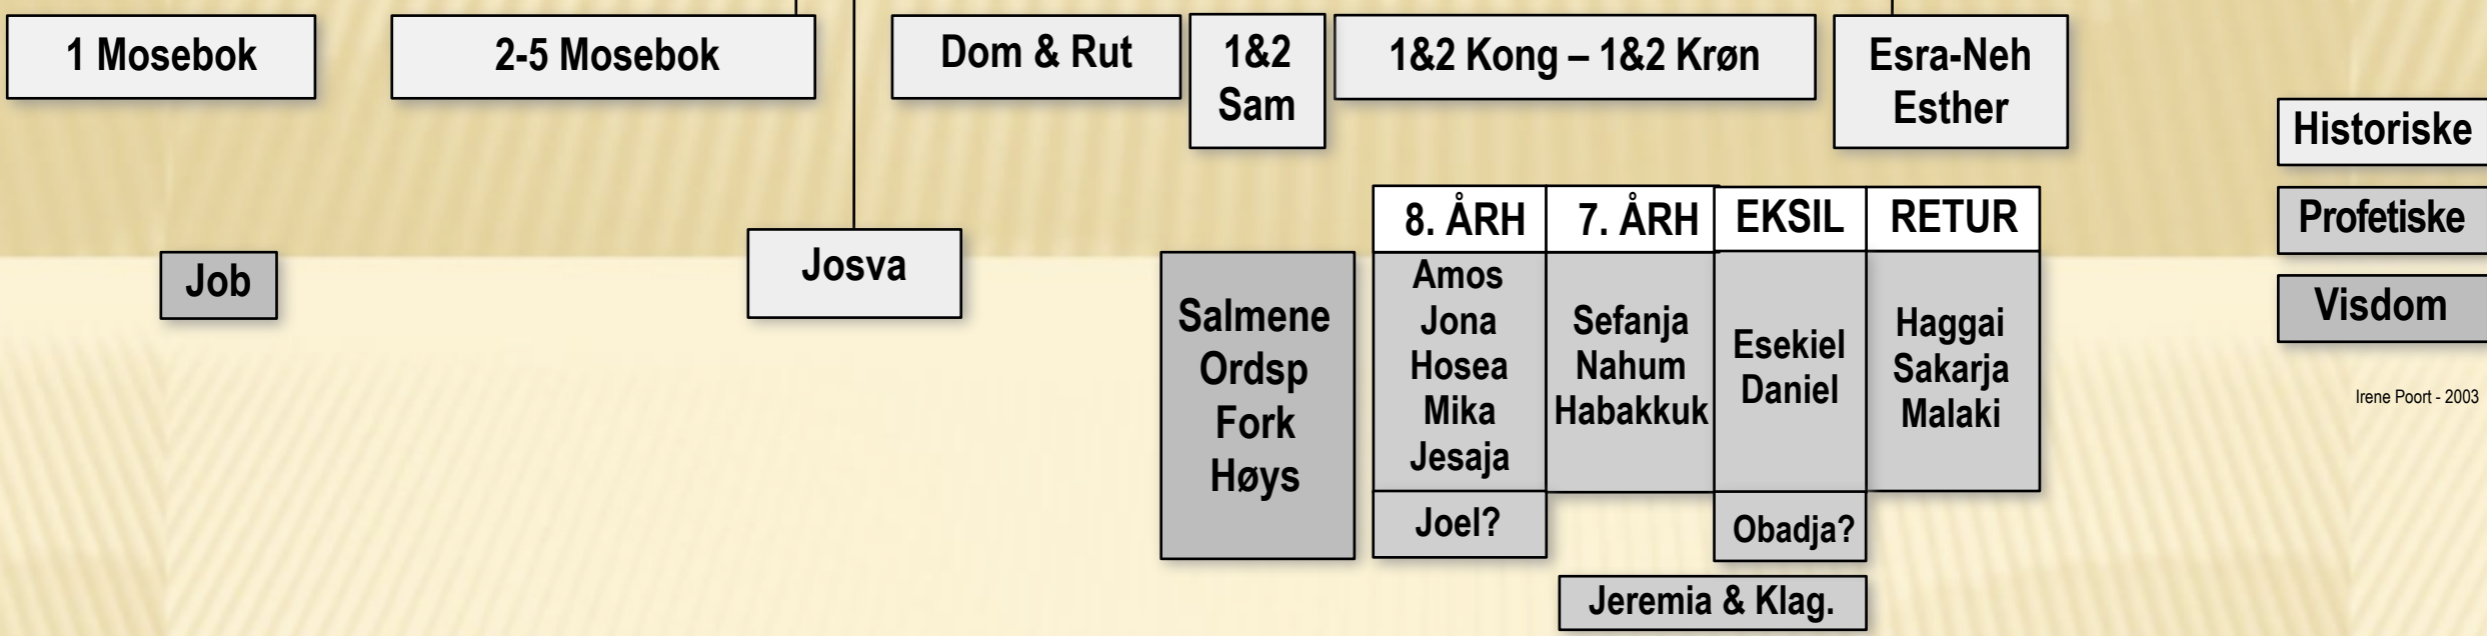 1 Mosebok
2-5 Mosebok
Dom & Rut
1&2
Sam
1&2 Kong – 1&2 Krøn
Esra-Neh
Esther
Historiske
Profetiske
Visdom
Irene Poort - 2003
Job
Josva
Salmene
Ordsp
Fork
Høys
8. ÅRH
Amos
Jona
Hosea
Mika
Jesaja
Joel?
7. ÅRH
Sefanja
Nahum
Habakkuk
EKSIL
Esekiel
Daniel
Obadja?
RETUR
Haggai
Sakarja
Malaki
Jeremia & Klag.